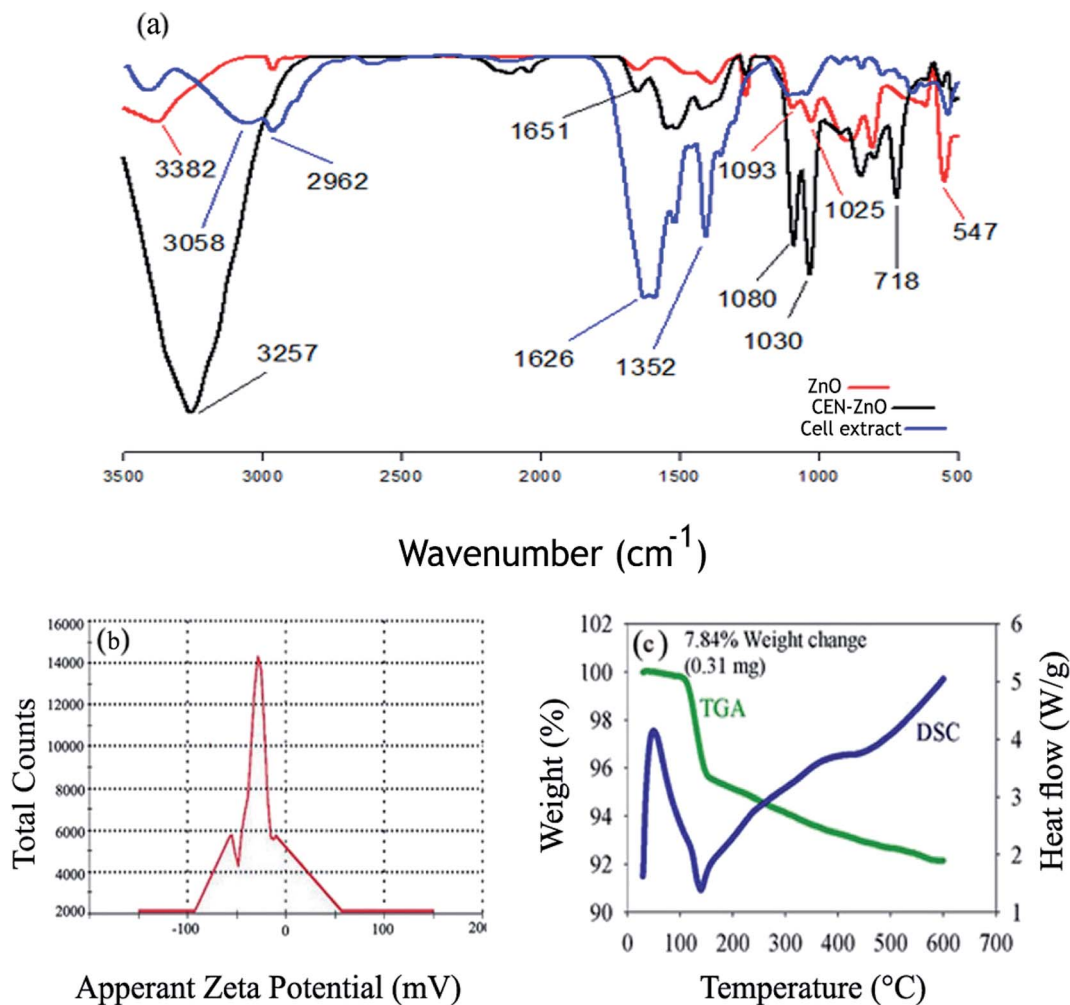 (a)
3382
3058
2962
3257
1651
1626
1352
1093
1025
1080
1030
718
547
ZnO
CEN-ZnO
Cell extract
3500 3000 2500 2000 1500 1000 500
Wavenumber (cm⁻¹)
(b)
Total Counts
16000
14000
12000
10000
8000
6000
4000
2000
-100 0 100 200
Apperant Zeta Potential (mV)
(c)
7.84% Weight change
(0.31 mg)
TGA
DSC
Weight (%)
102
100
98
96
94
92
90
Heat flow (W/g)
6
5
4
3
2
1
0 100 200 300 400 500 600 700
Temperature (°C)